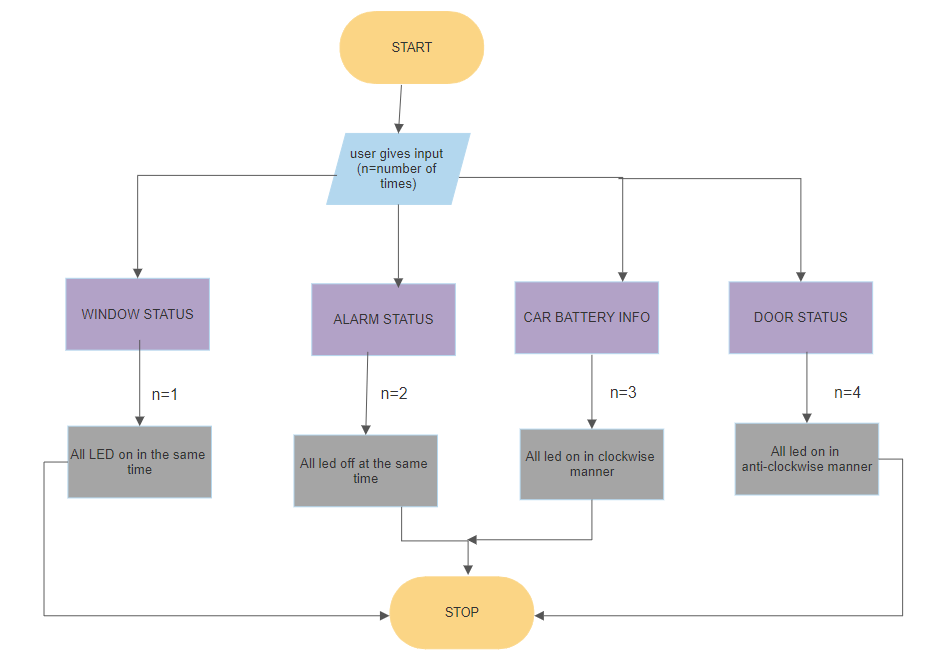 START
user gives input
(n=number of
times)
WINDOW STATUS
ALARM STATUS
CAR BATTERY INFO
DOOR STATUS
n=1
n=2
n=3
n=4
All LED on in the same
time
All led off at the same
time
All led on in clockwise
manner
All led on in
anti-clockwise manner
STOP